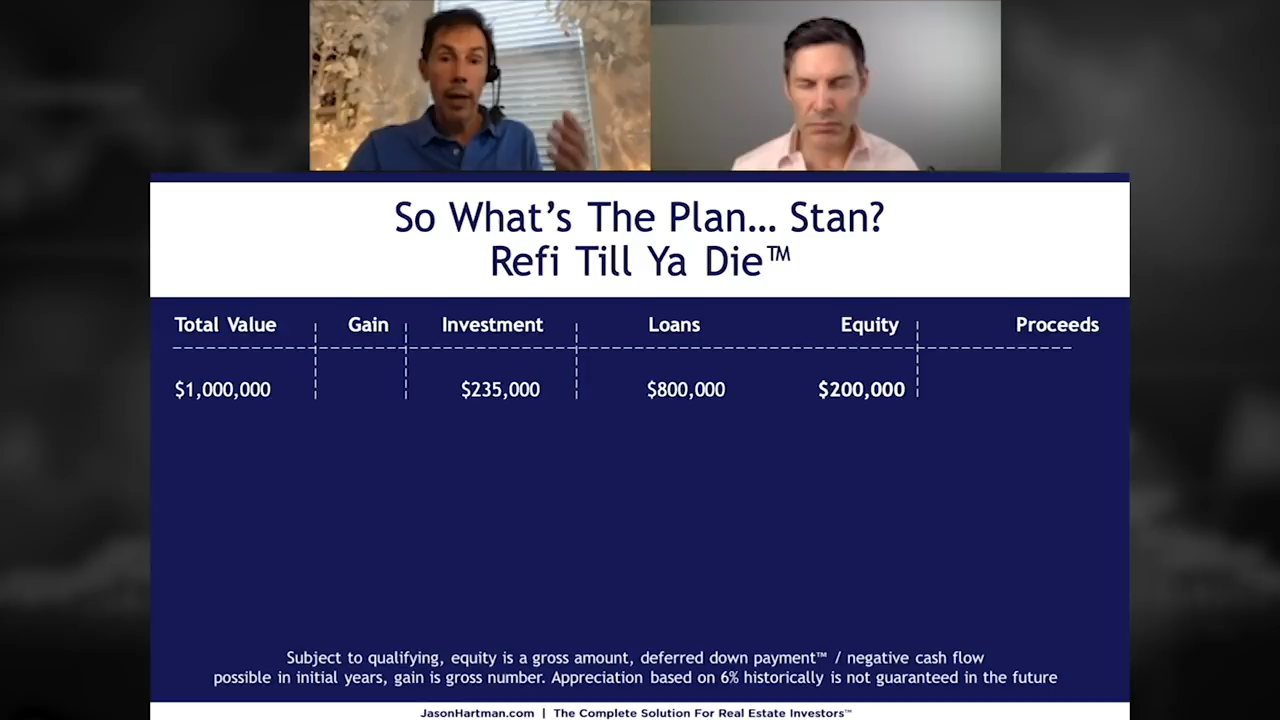 So What's The Plan... Stan?
Refi Till Ya Die™
Total Value Gain Investment Loans Equity Proceeds
$1,000,000 $235,000 $800,000 $200,000
Subject to qualifying, equity is a gross amount, deferred down payment™ / negative cash flow
possible in initial years, gain is gross number. Appreciation based on 6% historically is not guaranteed in the future
JasonHartman.com | The Complete Solution For Real Estate Investors™